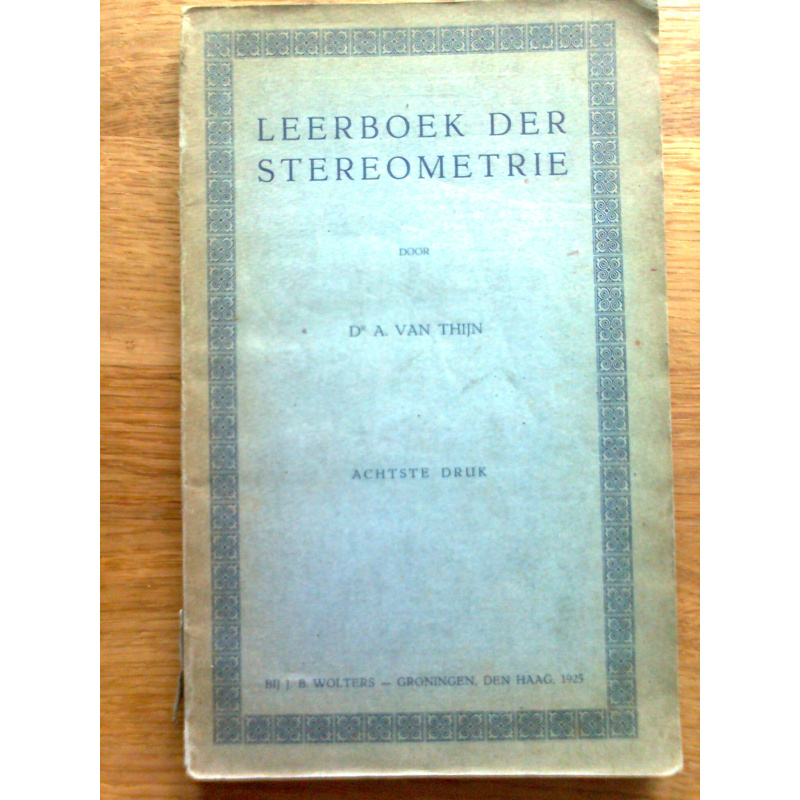 LEERBOEK DER
STEREOMETRIE
DOOR
Dᴿ A. VAN THIJN
ACHTSTE DRUK
BIJ J. B. WOLTERS — GRONINGEN, DEN HAAG, 1925